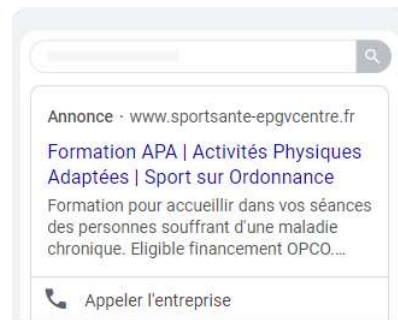 Annonce · www.sportsante-epgvcentre.fr
Formation APA | Activités Physiques
Adaptées | Sport sur Ordonnance
Formation pour accueillir dans vos séances
des personnes souffrant d'une maladie
chronique. Eligible financement OPCO....
Appeler l'entreprise